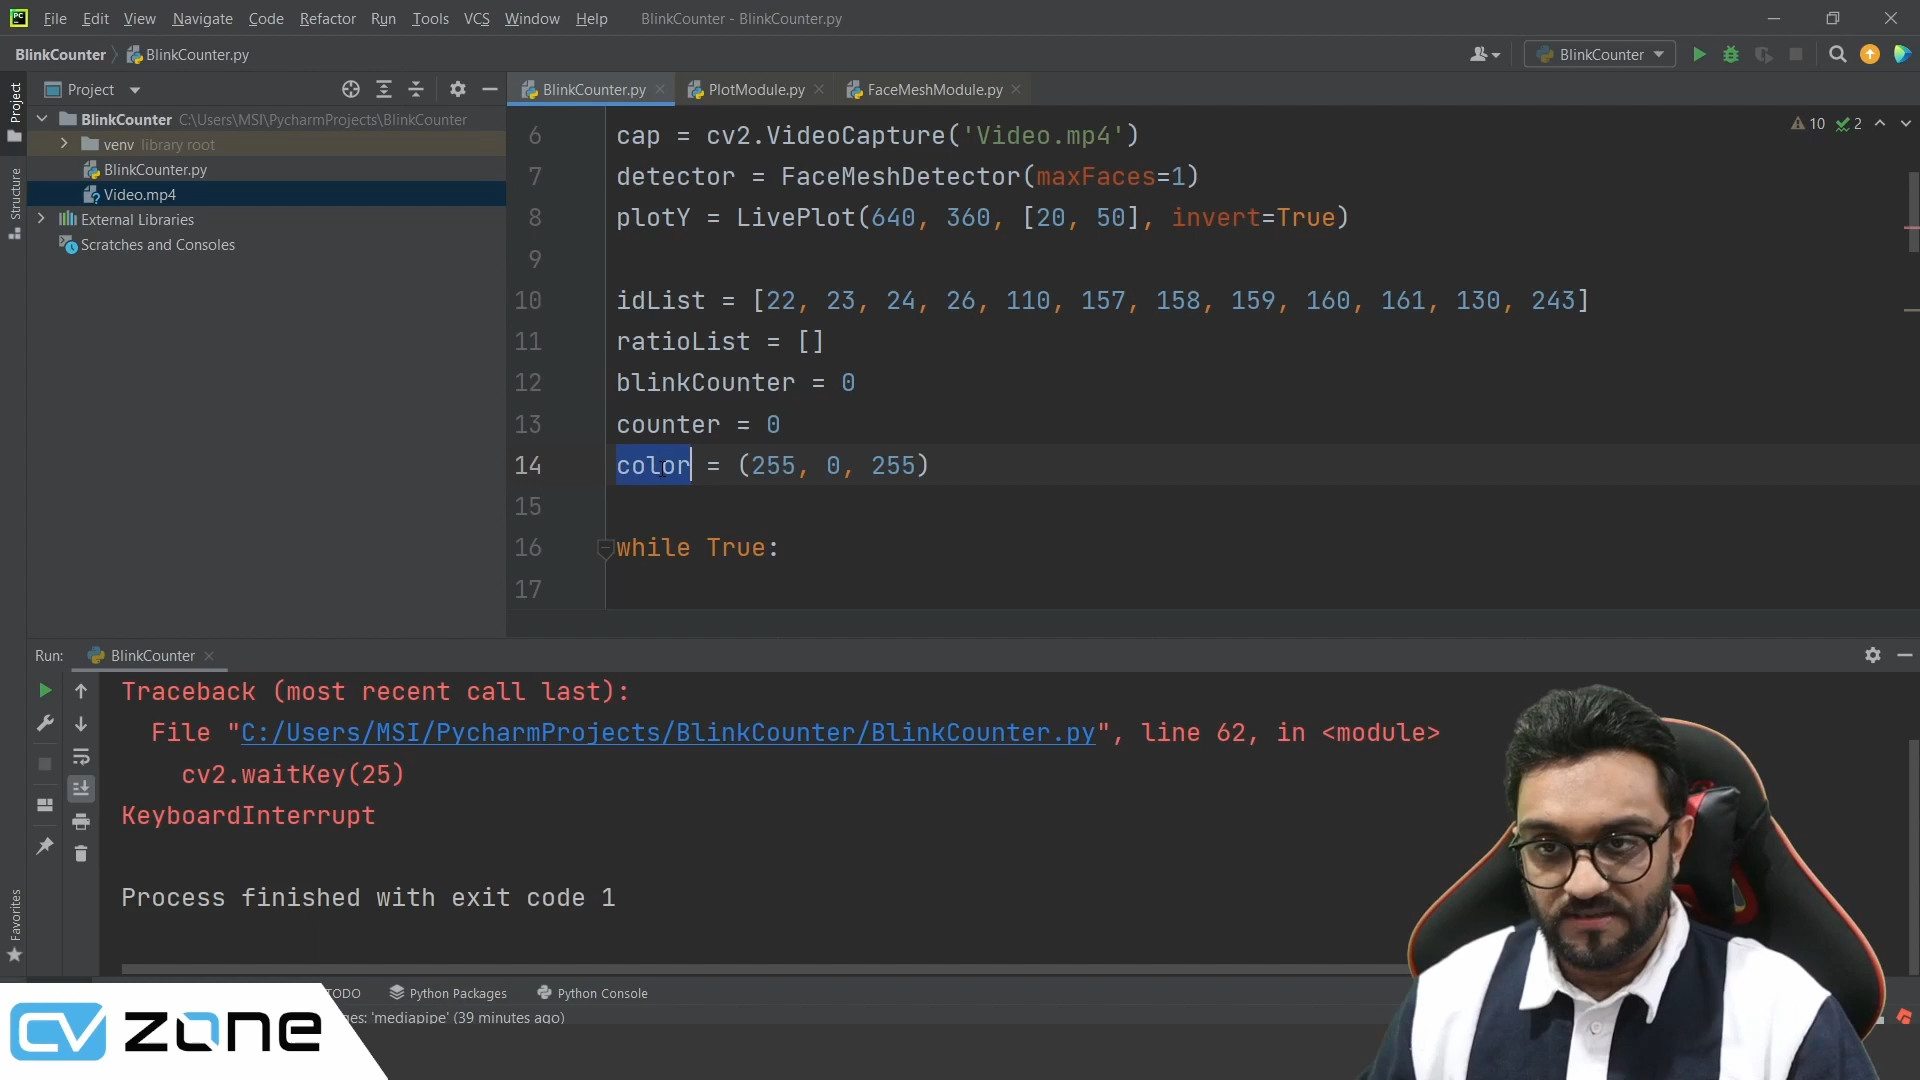 File Edit View Navigate Code Refactor Run Tools VCS Window Help BlinkCounter - BlinkCounter.py
BlinkCounter BlinkCounter.py BlinkCounter
Project BlinkCounter.py PlotModule.py FaceMeshModule.py
Project
BlinkCounter C:\Users\MSI\PycharmProjects\BlinkCounter
venv library root
BlinkCounter.py
Video.mp4
External Libraries
Scratches and Consoles
Structure
10 2
6 cap = cv2.VideoCapture('Video.mp4')
7 detector = FaceMeshDetector(maxFaces=1)
8 plotY = LivePlot(640, 360, [20, 50], invert=True)
9
10 idList = [22, 23, 24, 26, 110, 157, 158, 159, 160, 161, 130, 243]
11 ratioList = []
12 blinkCounter = 0
13 counter = 0
14 color = (255, 0, 255)
15
16 while True:
17
Run: BlinkCounter
Traceback (most recent call last):
File "C:/Users/MSI/PycharmProjects/BlinkCounter/BlinkCounter.py", line 62, in <module>
cv2.waitKey(25)
KeyboardInterrupt
Process finished with exit code 1
Favorites
TODO Python Packages Python Console
ges: 'mediapipe' (39 minutes ago)
CV zone